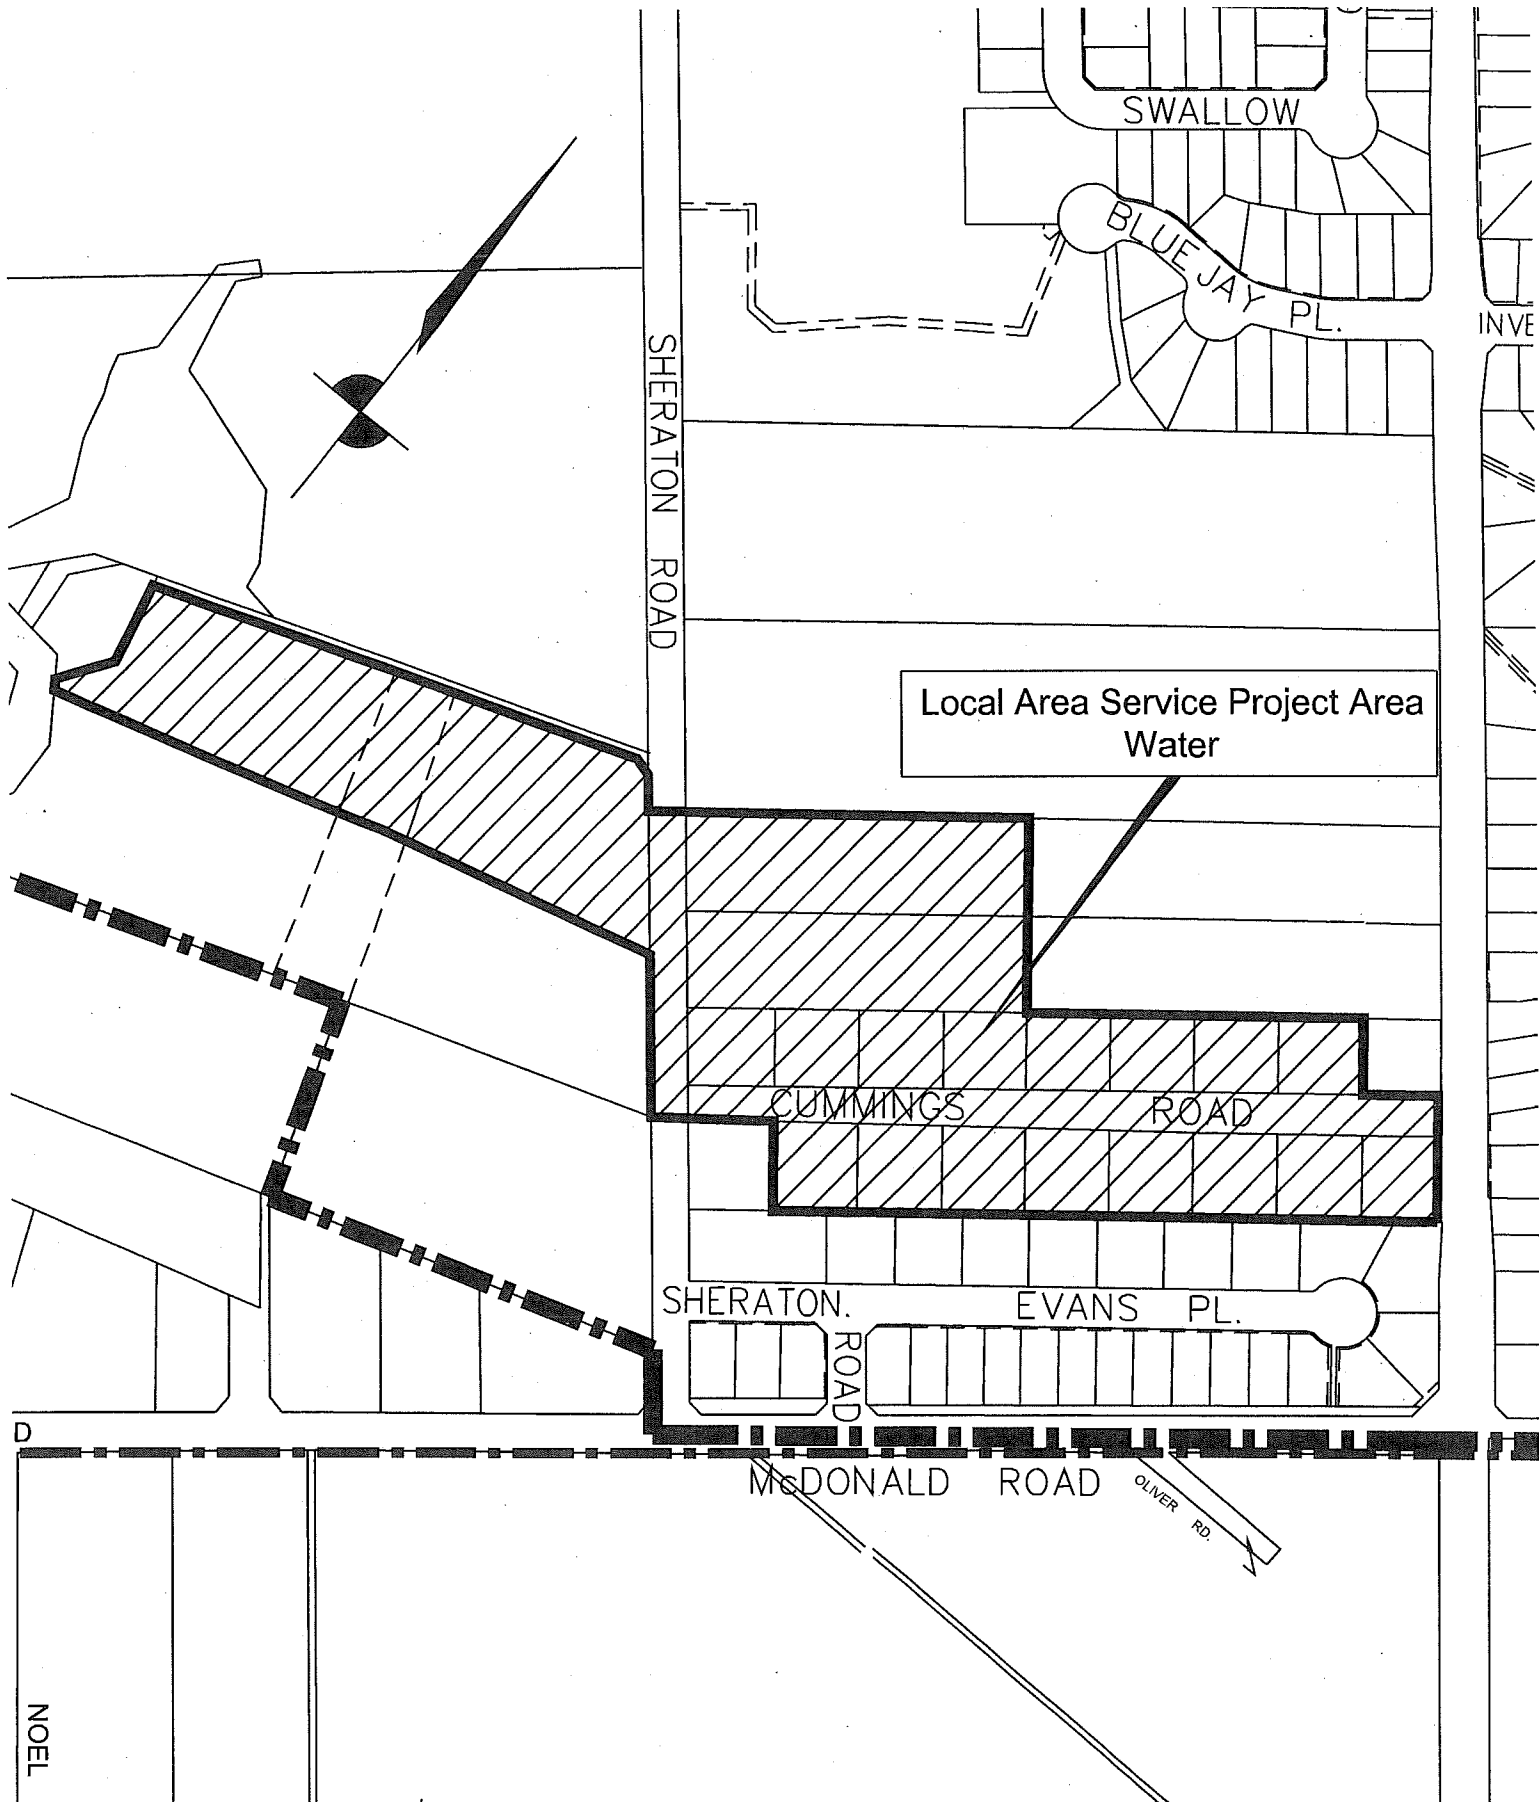 SWALLOW
BLUE JAY PL.
INVE
SHERATON ROAD
Local Area Service Project Area
Water
CUMMINGS ROAD
SHERATON.
ROAD
EVANS PL.
D
McDONALD ROAD
OLIVER RD.
NOEL